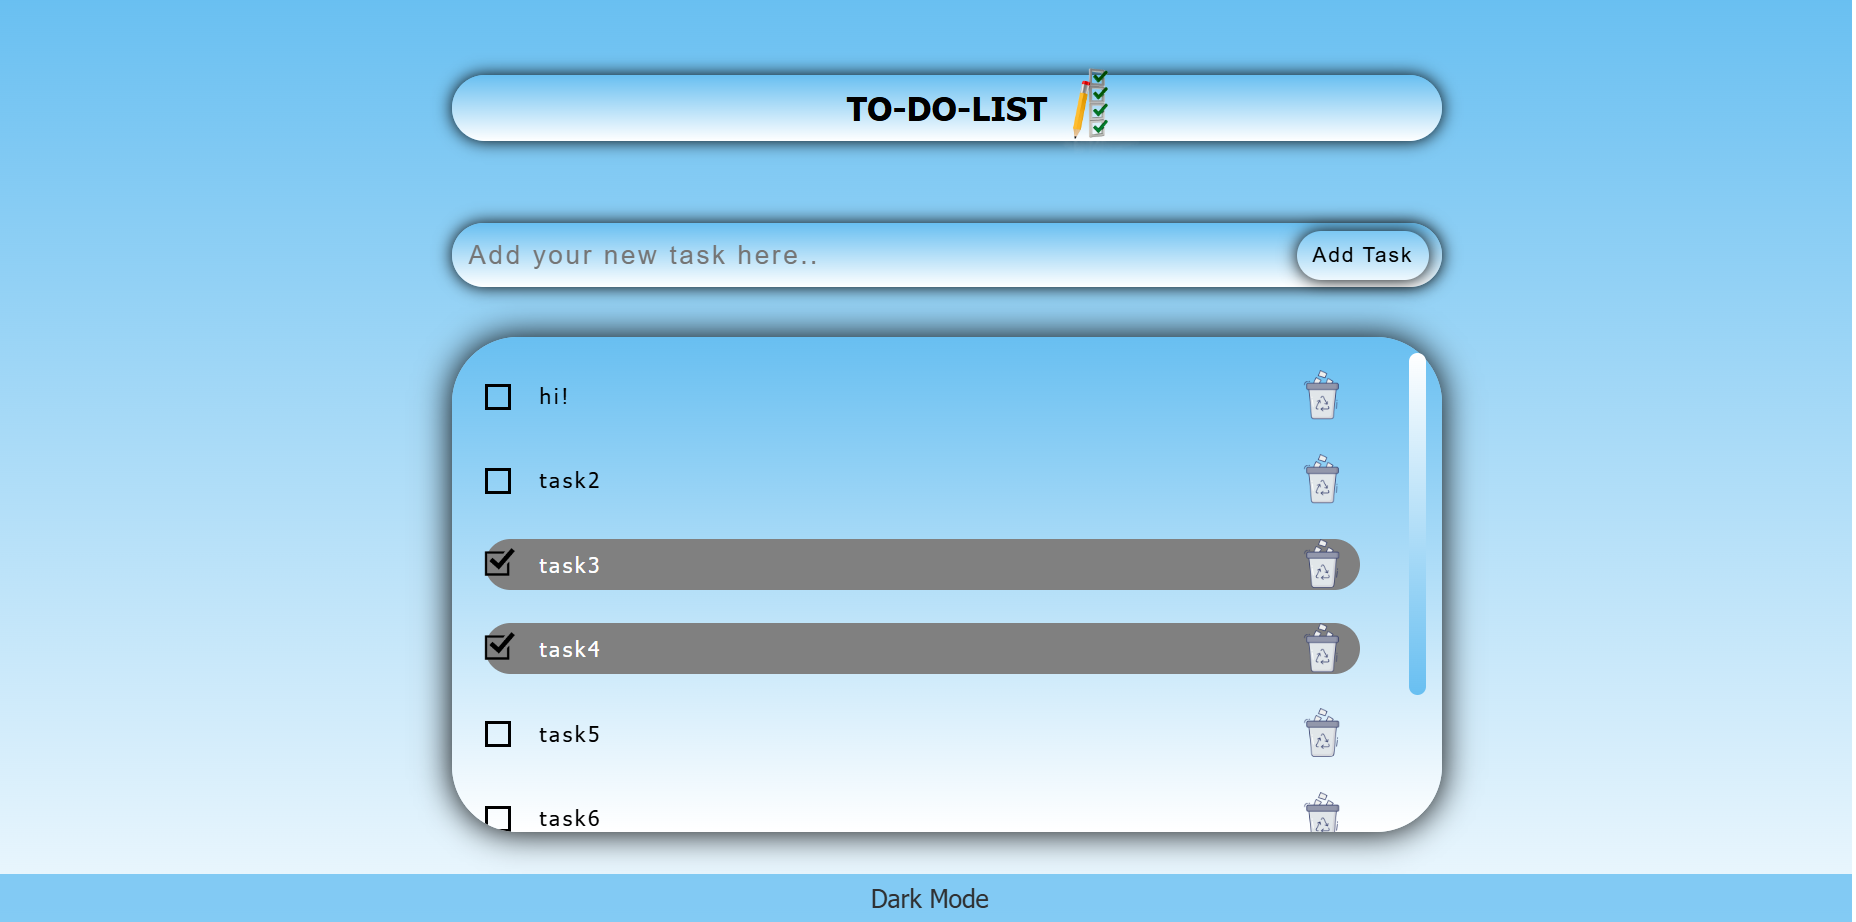 TO-DO-LIST
Add your new task here..
Add Task
hi!
task2
task3
task4
task5
task6
Dark Mode